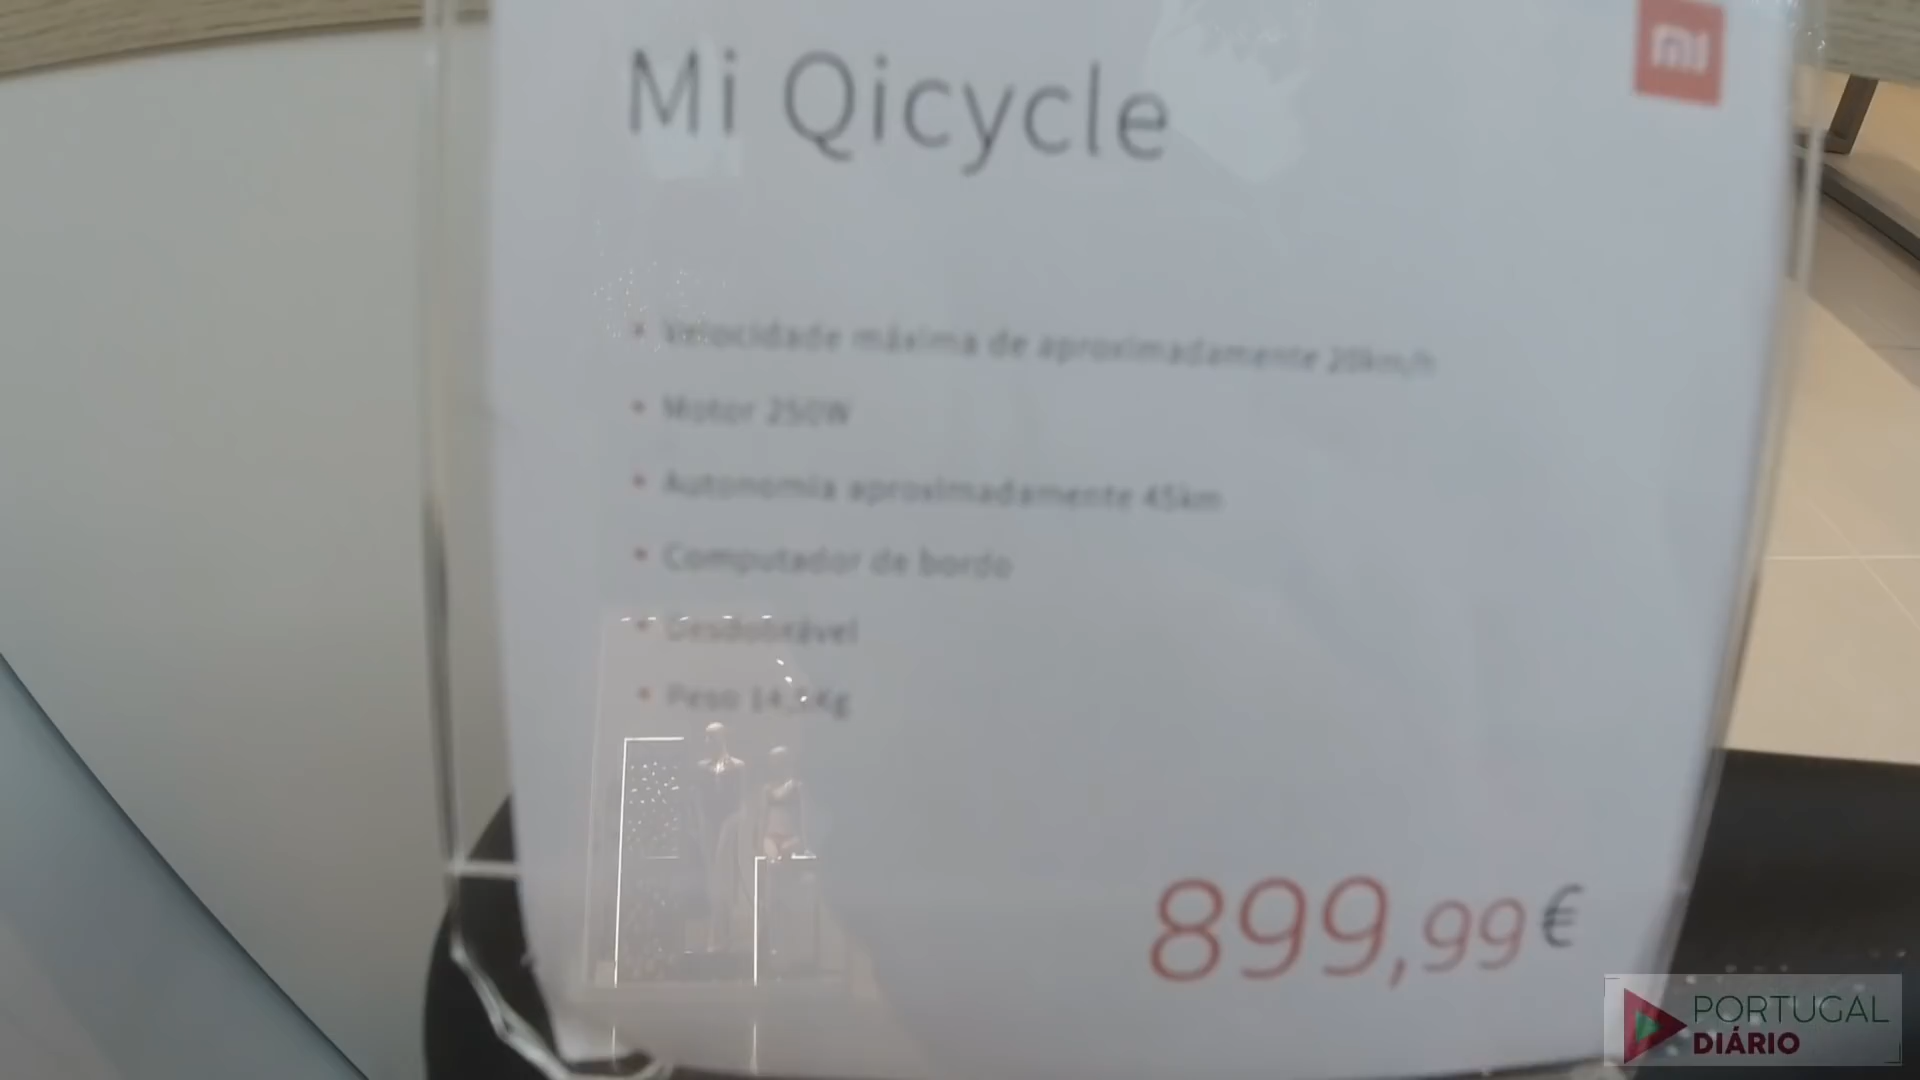 Mi Qicycle
mi
• Velocidade máxima de aproximadamente 20km/h
• Motor 250W
• Autonomia aproximadamente 45km
• Computador de bordo
• Desdobrável
• Peso
899,99€
PORTUGAL
DIÁRIO